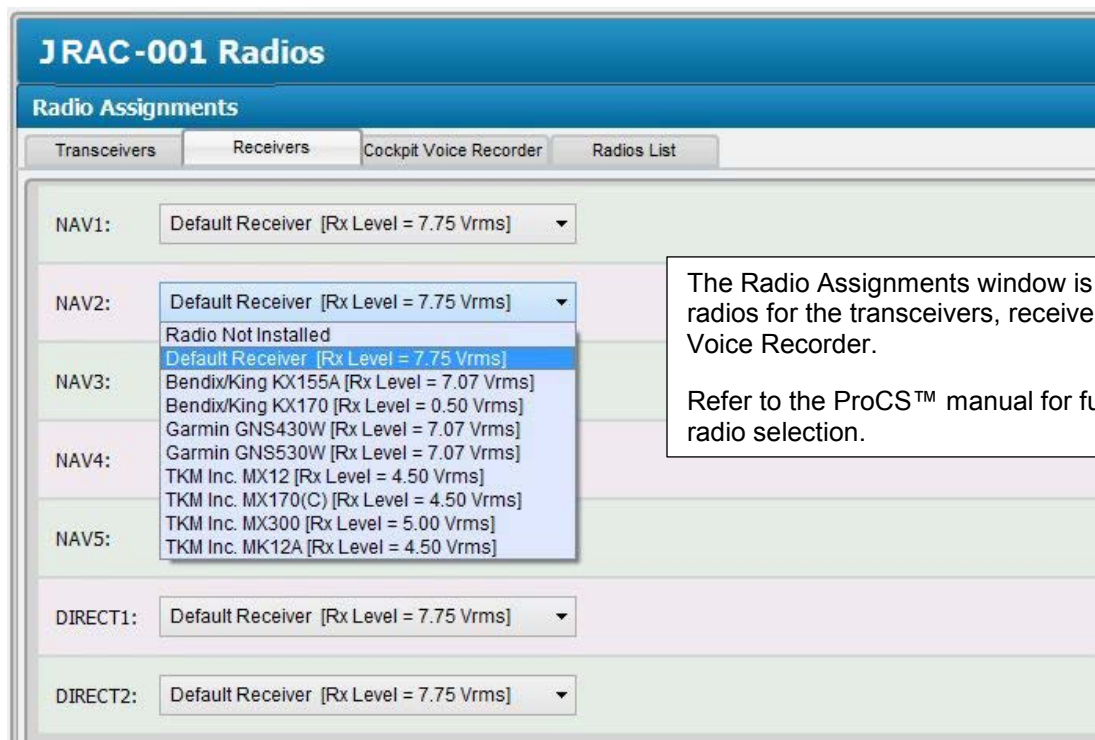 JRAC-001 Radios
Radio Assignments
Transceivers Receivers Cockpit Voice Recorder Radios List
NAV1: Default Receiver [Rx Level = 7.75 Vrms]
NAV2: Default Receiver [Rx Level = 7.75 Vrms]
Radio Not Installed
Default Receiver [Rx Level = 7.75 Vrms]
NAV3:
Bendix/King KX155A [Rx Level = 7.07 Vrms]
Bendix/King KX170 [Rx Level = 0.50 Vrms]
Garmin GNS430W [Rx Level = 7.07 Vrms]
NAV4:
Garmin GNS530W [Rx Level = 7.07 Vrms]
TKM Inc. MX12 [Rx Level = 4.50 Vrms]
TKM Inc. MX170(C) [Rx Level = 4.50 Vrms]
NAV5:
TKM Inc. MX300 [Rx Level = 5.00 Vrms]
TKM Inc. MK12A [Rx Level = 4.50 Vrms]
DIRECT1: Default Receiver [Rx Level = 7.75 Vrms]
DIRECT2: Default Receiver [Rx Level = 7.75 Vrms]
The Radio Assignments window is
radios for the transceivers, receive
Voice Recorder.
Refer to the ProCS™ manual for fu
radio selection.